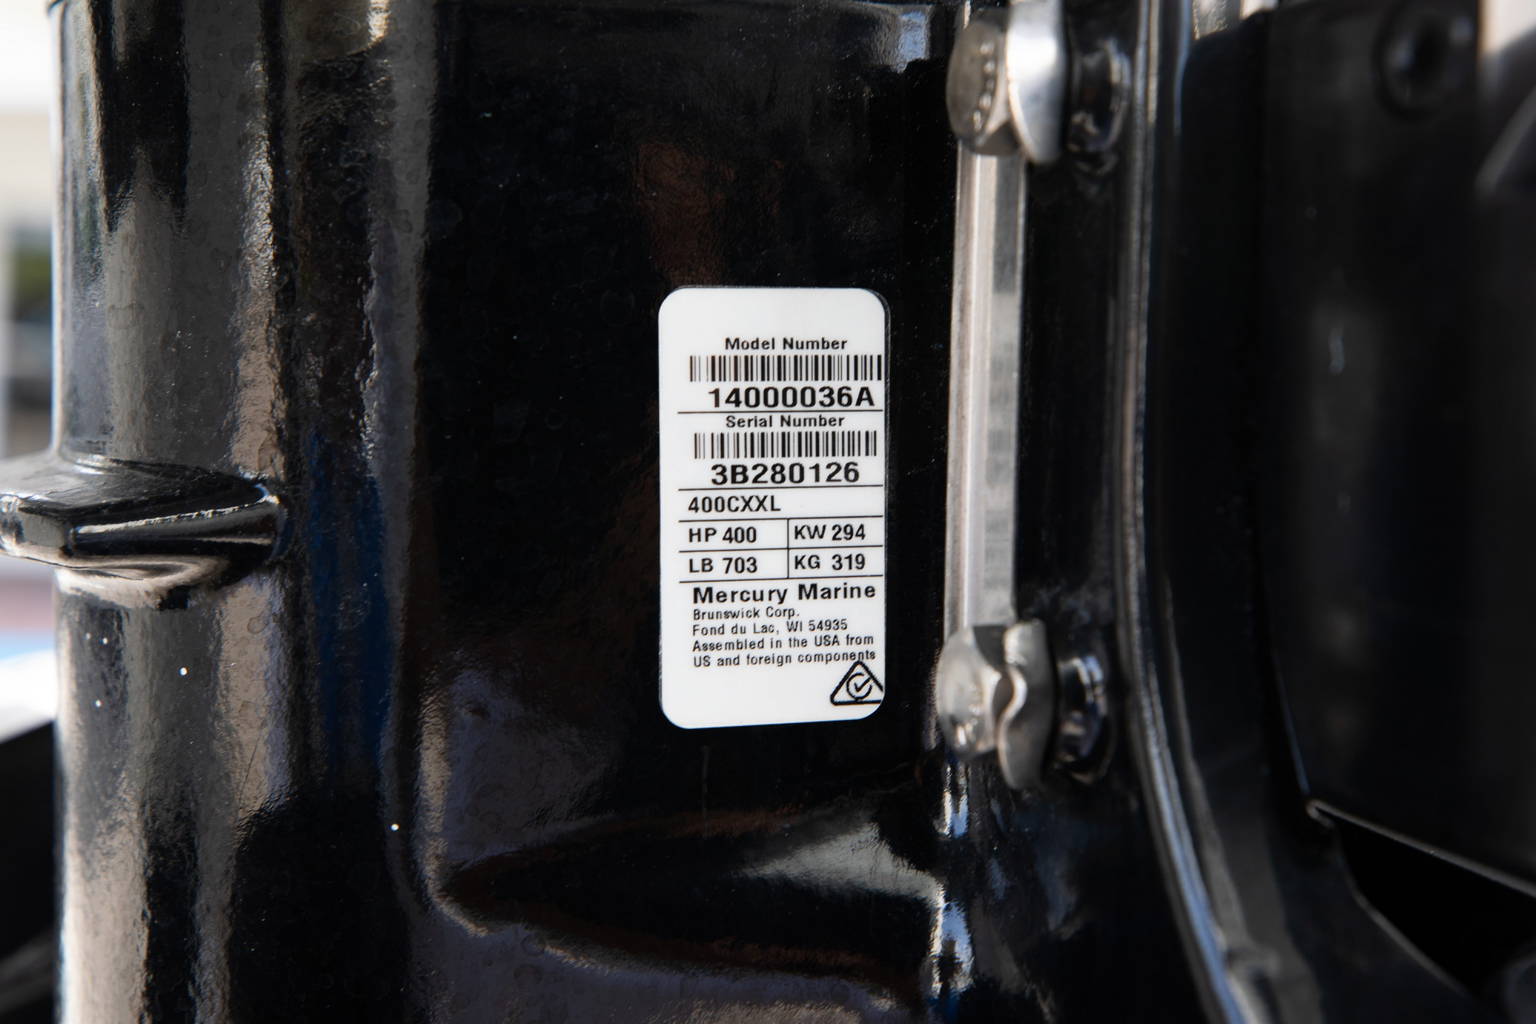 Model Number
14000036A
Serial Number
3B280126
400CXXL
HP 400 KW 294
LB 703 KG 319
Mercury Marine
Brunswick Corp.
Fond du Lac, WI 54935
Assembled in the USA from
US and foreign components